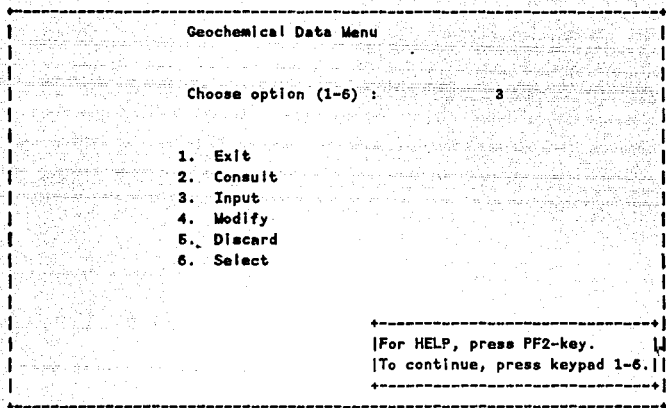 Geochemical Data Menu
Choose option (1-6) : 3
1. Exit
2. Consult
3. Input
4. Modify
5. Discard
6. Select
For HELP, press PF2-key.
To continue, press keypad 1-6.